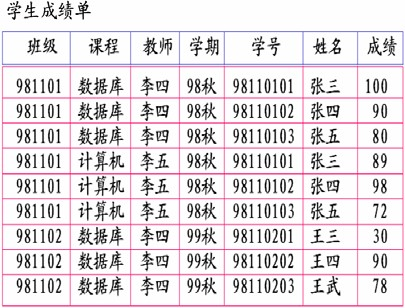 学生成绩单
班级 课程 教师 学期 学号 姓名 成绩
981101 数据库 李四 98秋 98110101 张三 100
981101 数据库 李四 98秋 98110102 张四 90
981101 数据库 李四 98秋 98110103 张五 80
981101 计算机 李五 98秋 98110101 张三 89
981101 计算机 李五 98秋 98110102 张四 98
981101 计算机 李五 98秋 98110103 张五 72
981102 数据库 李四 99秋 98110201 王三 30
981102 数据库 李四 99秋 98110202 王四 90
981102 数据库 李四 99秋 98110203 王武 78